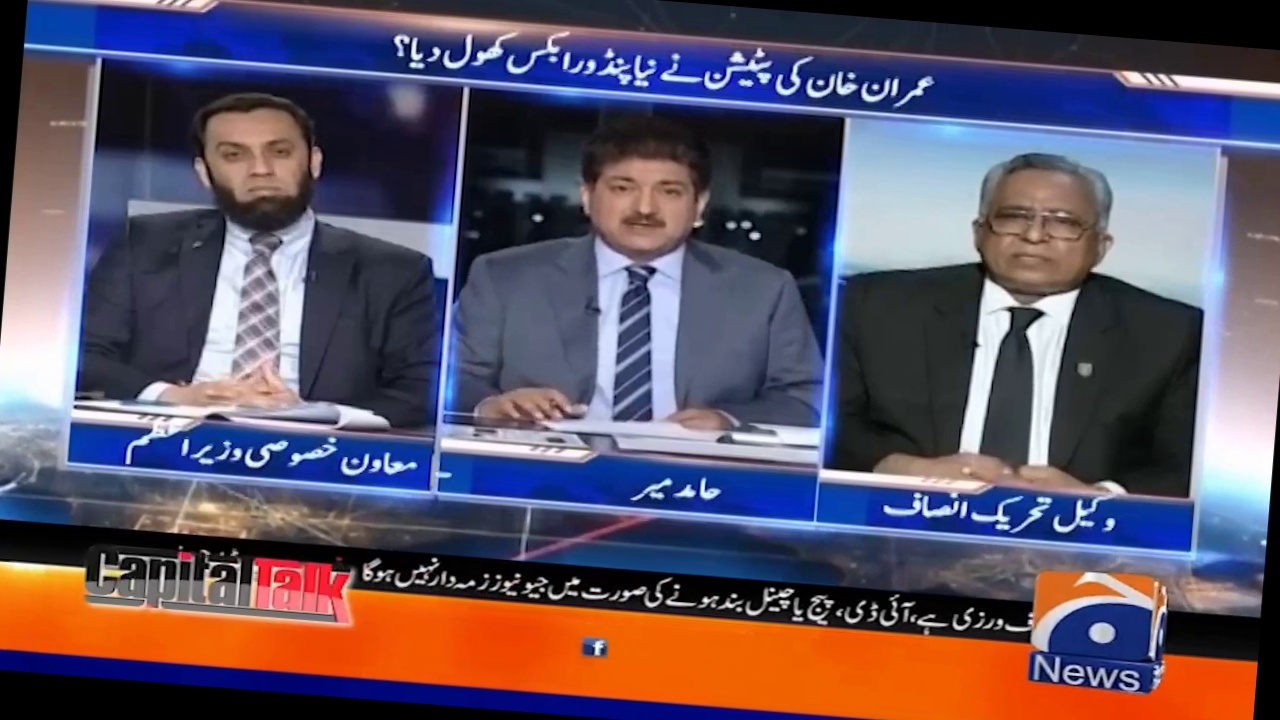 عمران خان کی پٹیشن نے نیا پنڈورا بکس کھول دیا؟
معاون خصوصی وزیر اعظم
حامد میر
وکیل تحریک انصاف
Capital Talk
ف ورزی ہے، آئی ڈی، پیج یا چینل بند ہونے کی صورت میں جیو نیوز زمہ دار نہیں ہوگا
f
News